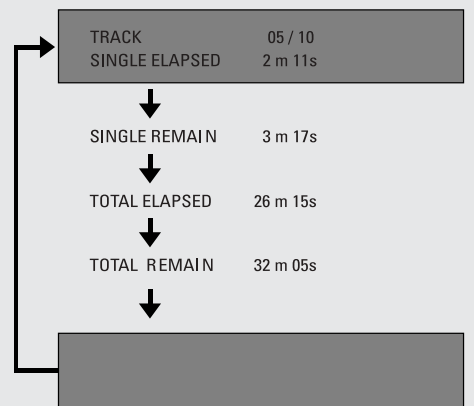 TRACK 05 / 10
SINGLE ELAPSED 2 m 11s
SINGLE REMAIN 3 m 17s
TOTAL ELAPSED 26 m 15s
TOTAL REMAIN 32 m 05s